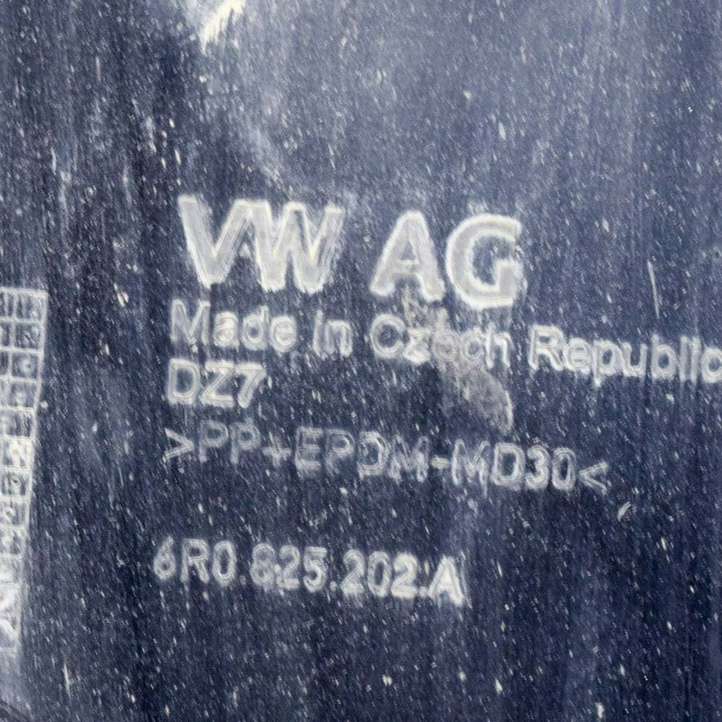 VW AG
Made in Czech Republic
DZ7
>PP+EPDM-MD30<
6R0.825.202.A